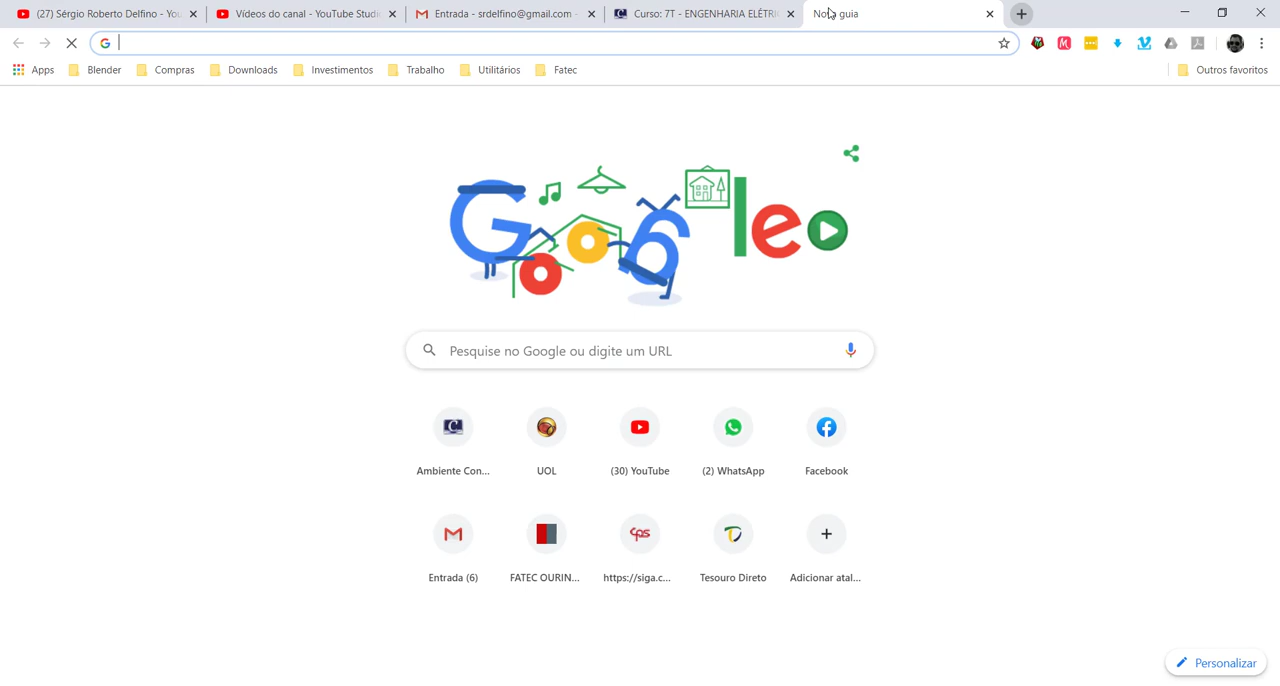 (27) Sérgio Roberto Delfino - You
Vídeos do canal - YouTube Studio
Entrada - srdelfino@gmail.com -
Curso: 7T - ENGENHARIA ELÉTRI
guia
Apps
Blender
Compras
Downloads
Investimentos
Trabalho
Utilitários
Fatec
Outros favoritos
Google
Pesquise no Google ou digite um URL
Ambiente Con...
UOL
(30) YouTube
(2) WhatsApp
Facebook
Entrada (6)
FATEC OURIN...
https://siga.c...
Tesouro Direto
Adicionar atal...
Personalizar